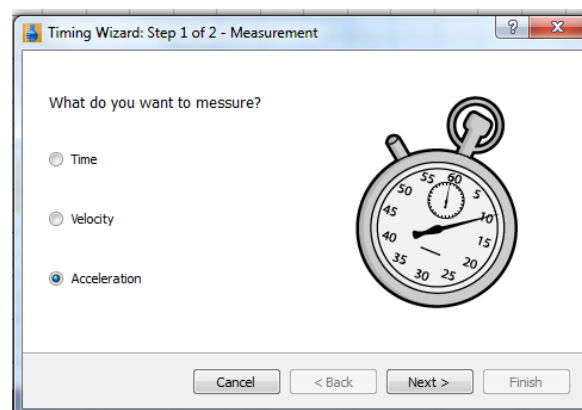 Timing Wizard: Step 1 of 2 - Measurement
What do you want to messure?
Time
Velocity
Acceleration
55 60 5
50 10
45 15
40 20
35 30 25
Cancel < Back Next > Finish